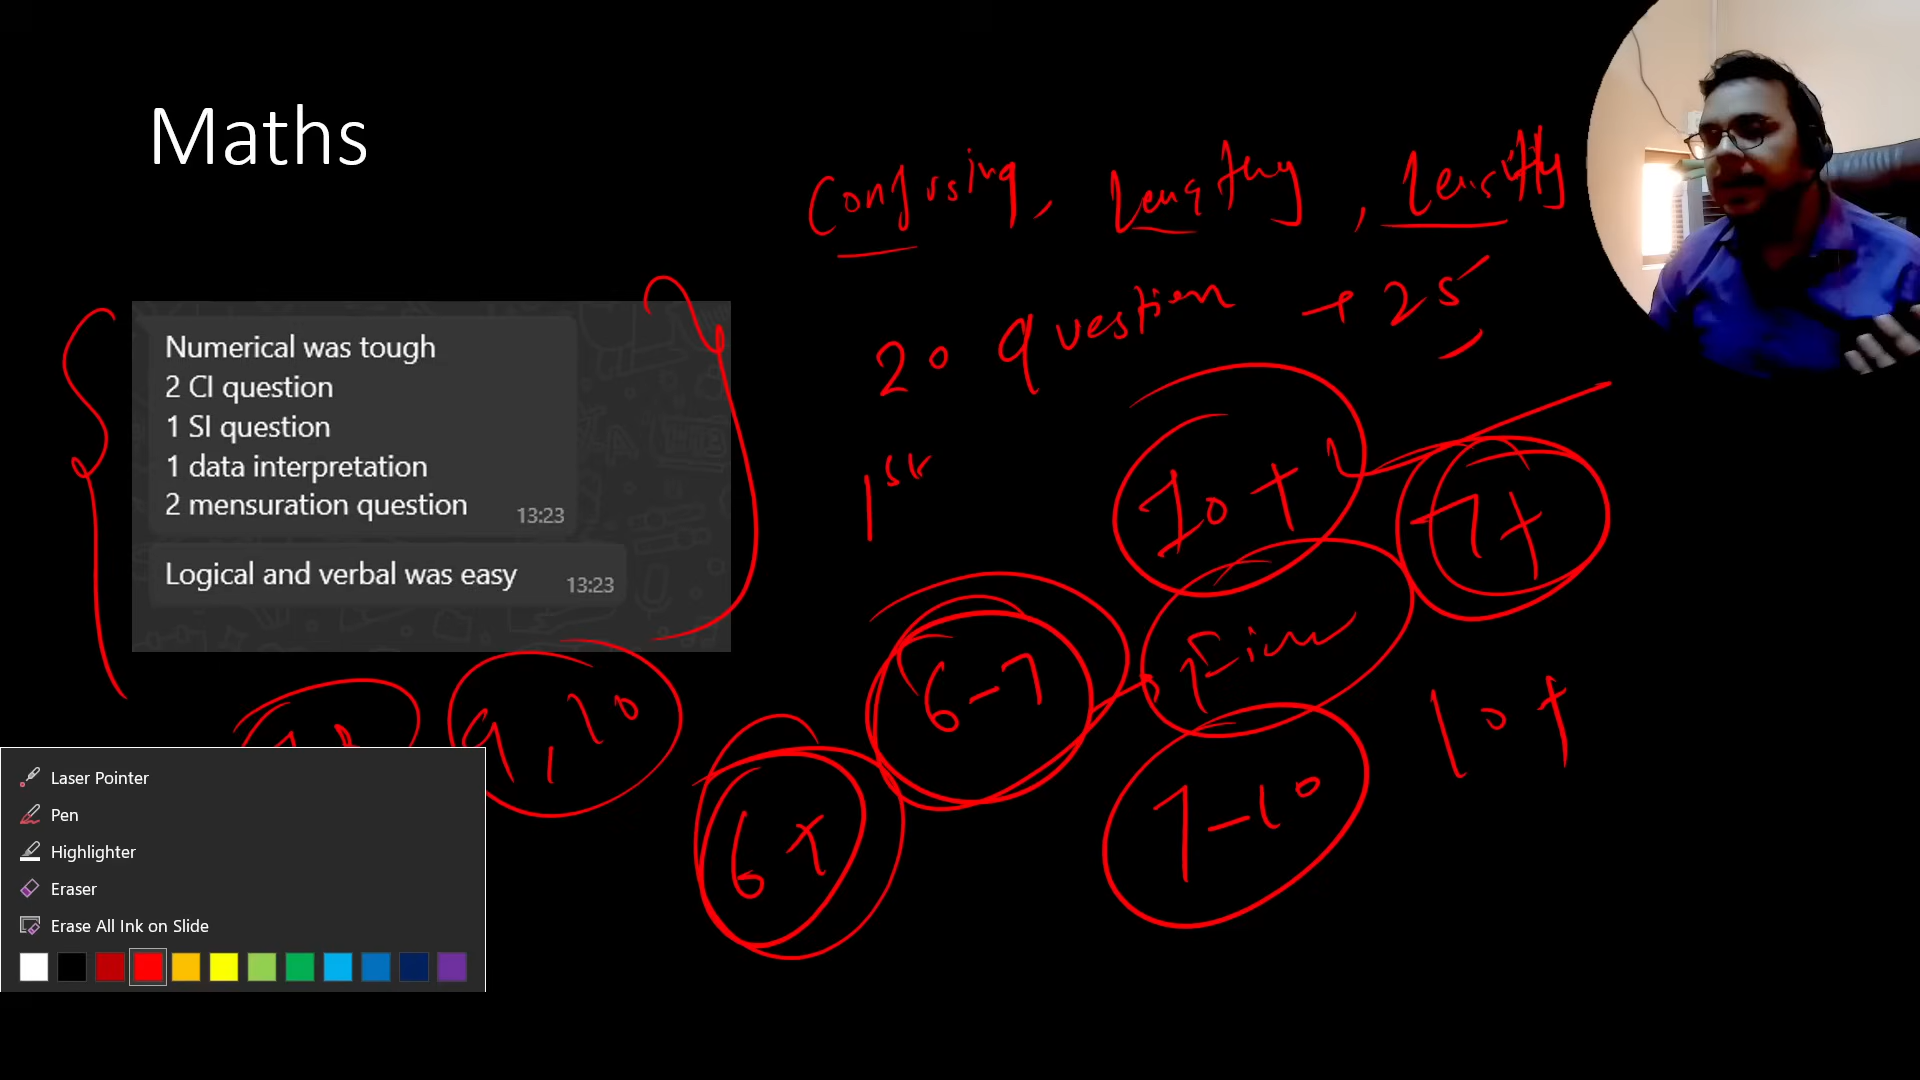 Maths
Confusing, Lengthy, Lengthy
20 question → 25
1st
10+
7+
Numerical was tough
2 CI question
1 SI question
1 data interpretation
2 mensuration question 13:23
Logical and verbal was easy 13:23
6-7
9, 10
10+
6+
7-10
Laser Pointer
Pen
Highlighter
Eraser
Erase All Ink on Slide